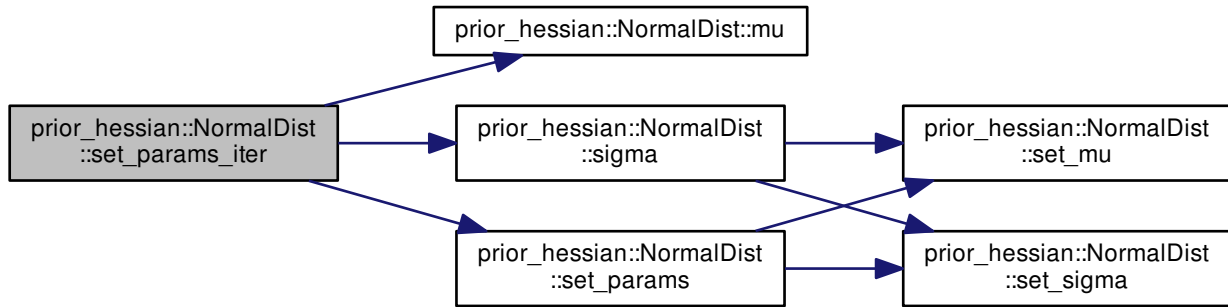 prior_hessian::NormalDist::mu
prior_hessian::NormalDist
::set_params_iter
prior_hessian::NormalDist
::sigma
prior_hessian::NormalDist
::set_mu
prior_hessian::NormalDist
::set_params
prior_hessian::NormalDist
::set_sigma